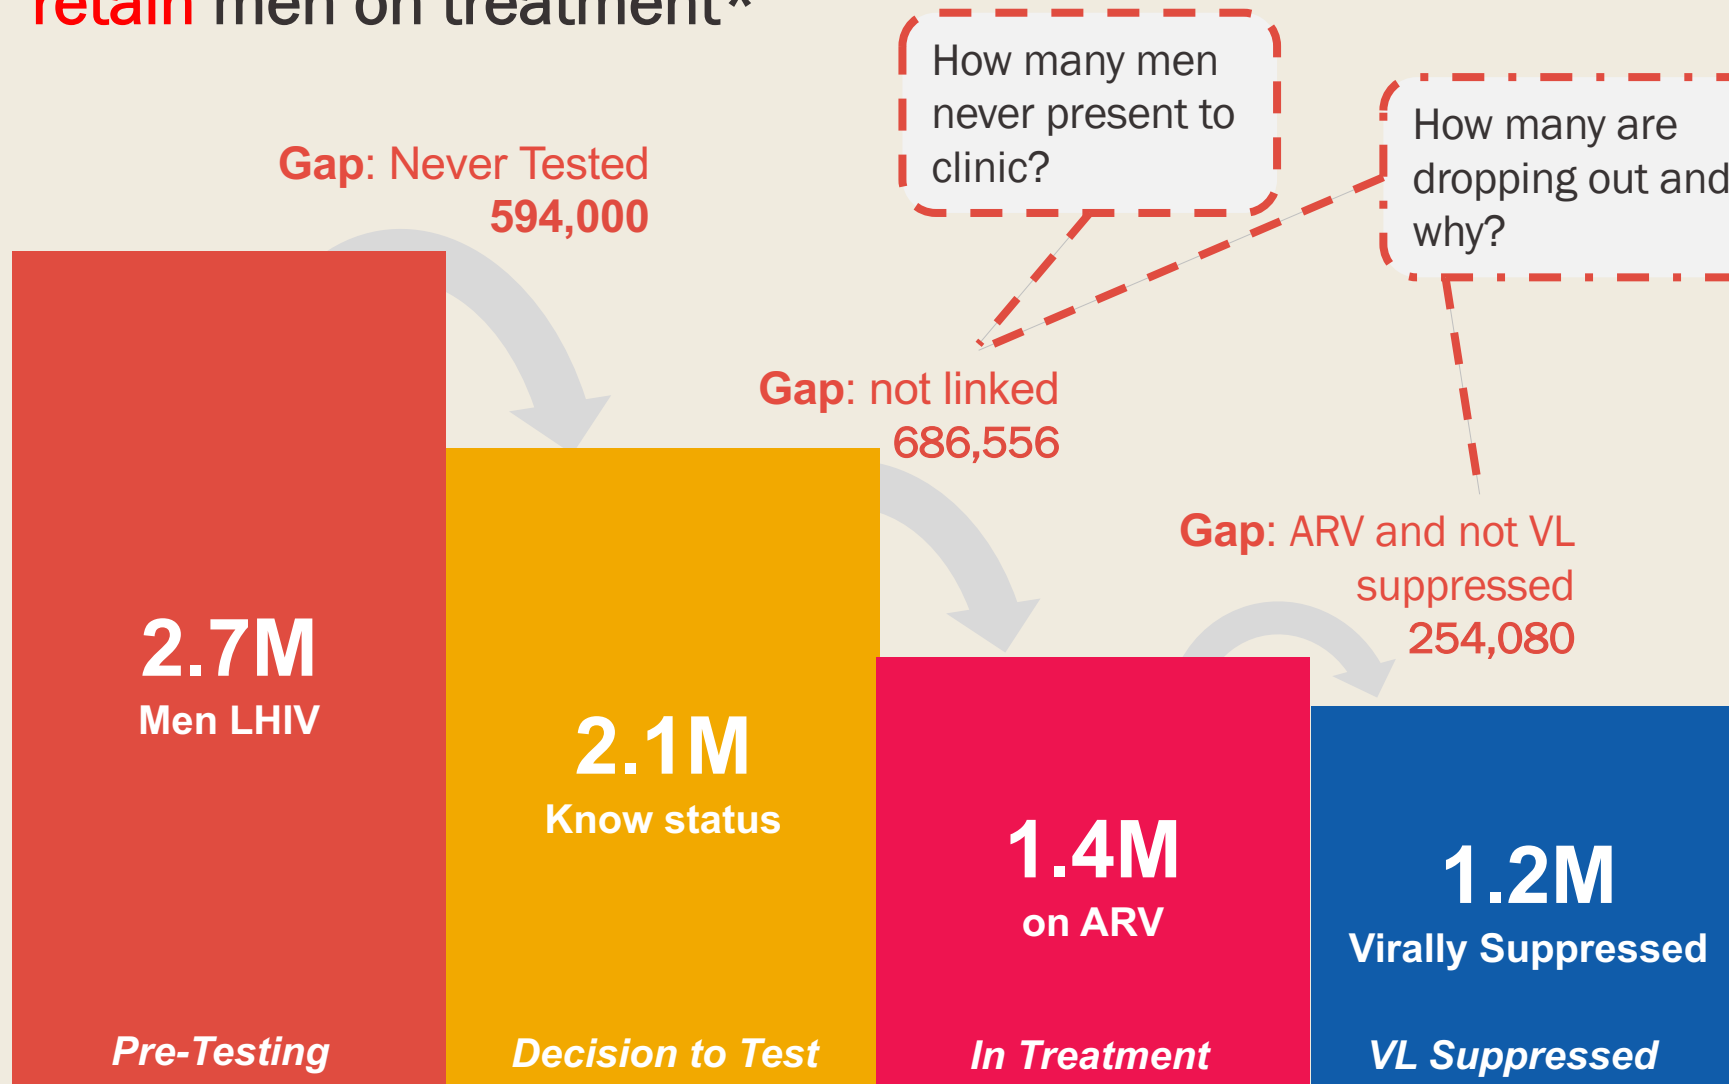 retain men on treatment*
How many men
never present to
clinic?
How many are
dropping out and
why?
Gap: Never Tested
594,000
Gap: not linked
686,556
Gap: ARV and not VL
suppressed
254,080
2.7M
Men LHIV
Pre-Testing
2.1M
Know status
Decision to Test
1.4M
on ARV
In Treatment
1.2M
Virally Suppressed
VL Suppressed